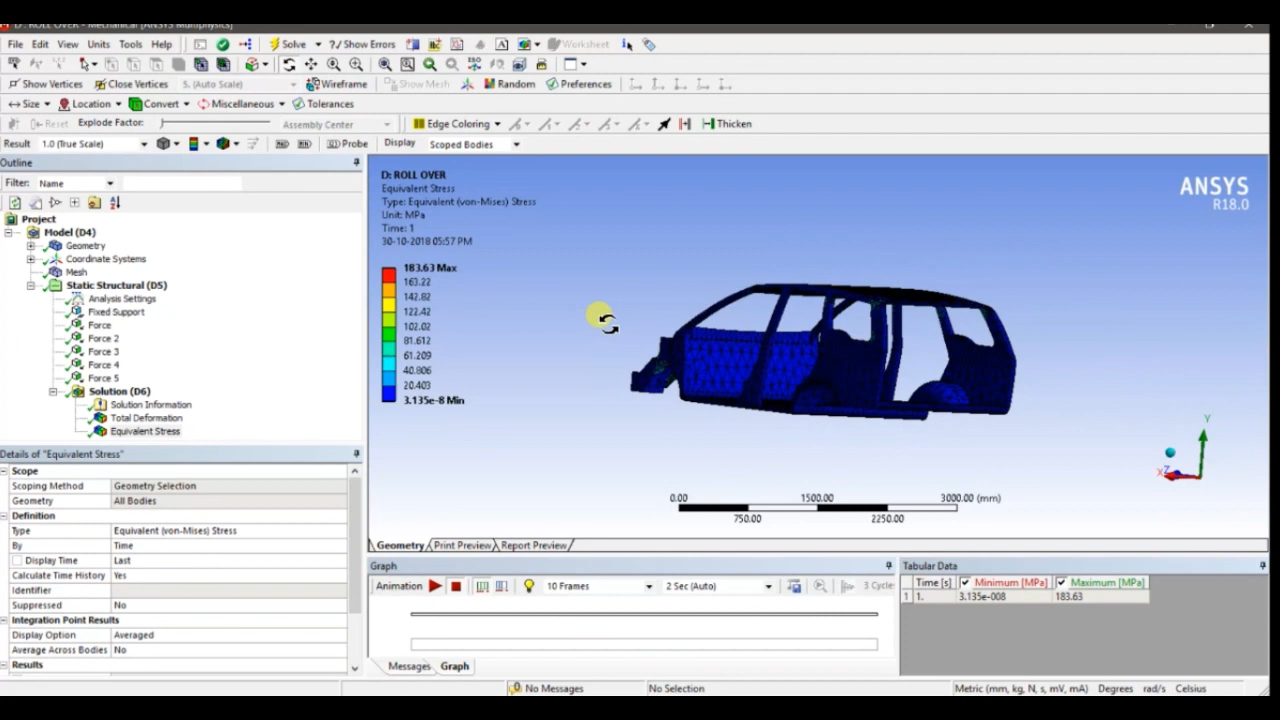 D : ROLL OVER - Mechanical [ANSYS Multiphysics]
File Edit View Units Tools Help Solve ?/ Show Errors Worksheet
Show Vertices Close Vertices 5. (Auto Scale) Wireframe Show Mesh Random Preferences
Size Location Convert Miscellaneous Tolerances
Reset Explode Factor: Assembly Center Edge Coloring Thicken
Result 1.0 (True Scale) Probe Display Scoped Bodies
Outline
Filter: Name
Project
Model (D4)
Geometry
Coordinate Systems
Mesh
Static Structural (D5)
Analysis Settings
Fixed Support
Force
Force 2
Force 3
Force 4
Force 5
Solution (D6)
Solution Information
Total Deformation
Equivalent Stress
Details of "Equivalent Stress"
Scope
Scoping Method Geometry Selection
Geometry All Bodies
Definition
Type Equivalent (von-Mises) Stress
By Time
Display Time Last
Calculate Time History Yes
Identifier
Suppressed No
Integration Point Results
Display Option Averaged
Average Across Bodies No
Results
D: ROLL OVER
Equivalent Stress
Type: Equivalent (von-Mises) Stress
Unit: MPa
Time: 1
30-10-2018 05:57 PM
183.63 Max
163.22
142.82
122.42
102.02
81.612
61.209
40.806
20.403
3.135e-8 Min
ANSYS
R18.0
Y
X
Z
0.00 1500.00 3000.00 (mm)
750.00 2250.00
Geometry Print Preview Report Preview
Graph
Animation 10 Frames 2 Sec (Auto) 3 Cycle
Messages Graph
Tabular Data
Time [s] Minimum [MPa] Maximum [MPa]
1 1. 3.135e-008 183.63
No Messages No Selection Metric (mm, kg, N, s, mV, mA) Degrees rad/s Celsius